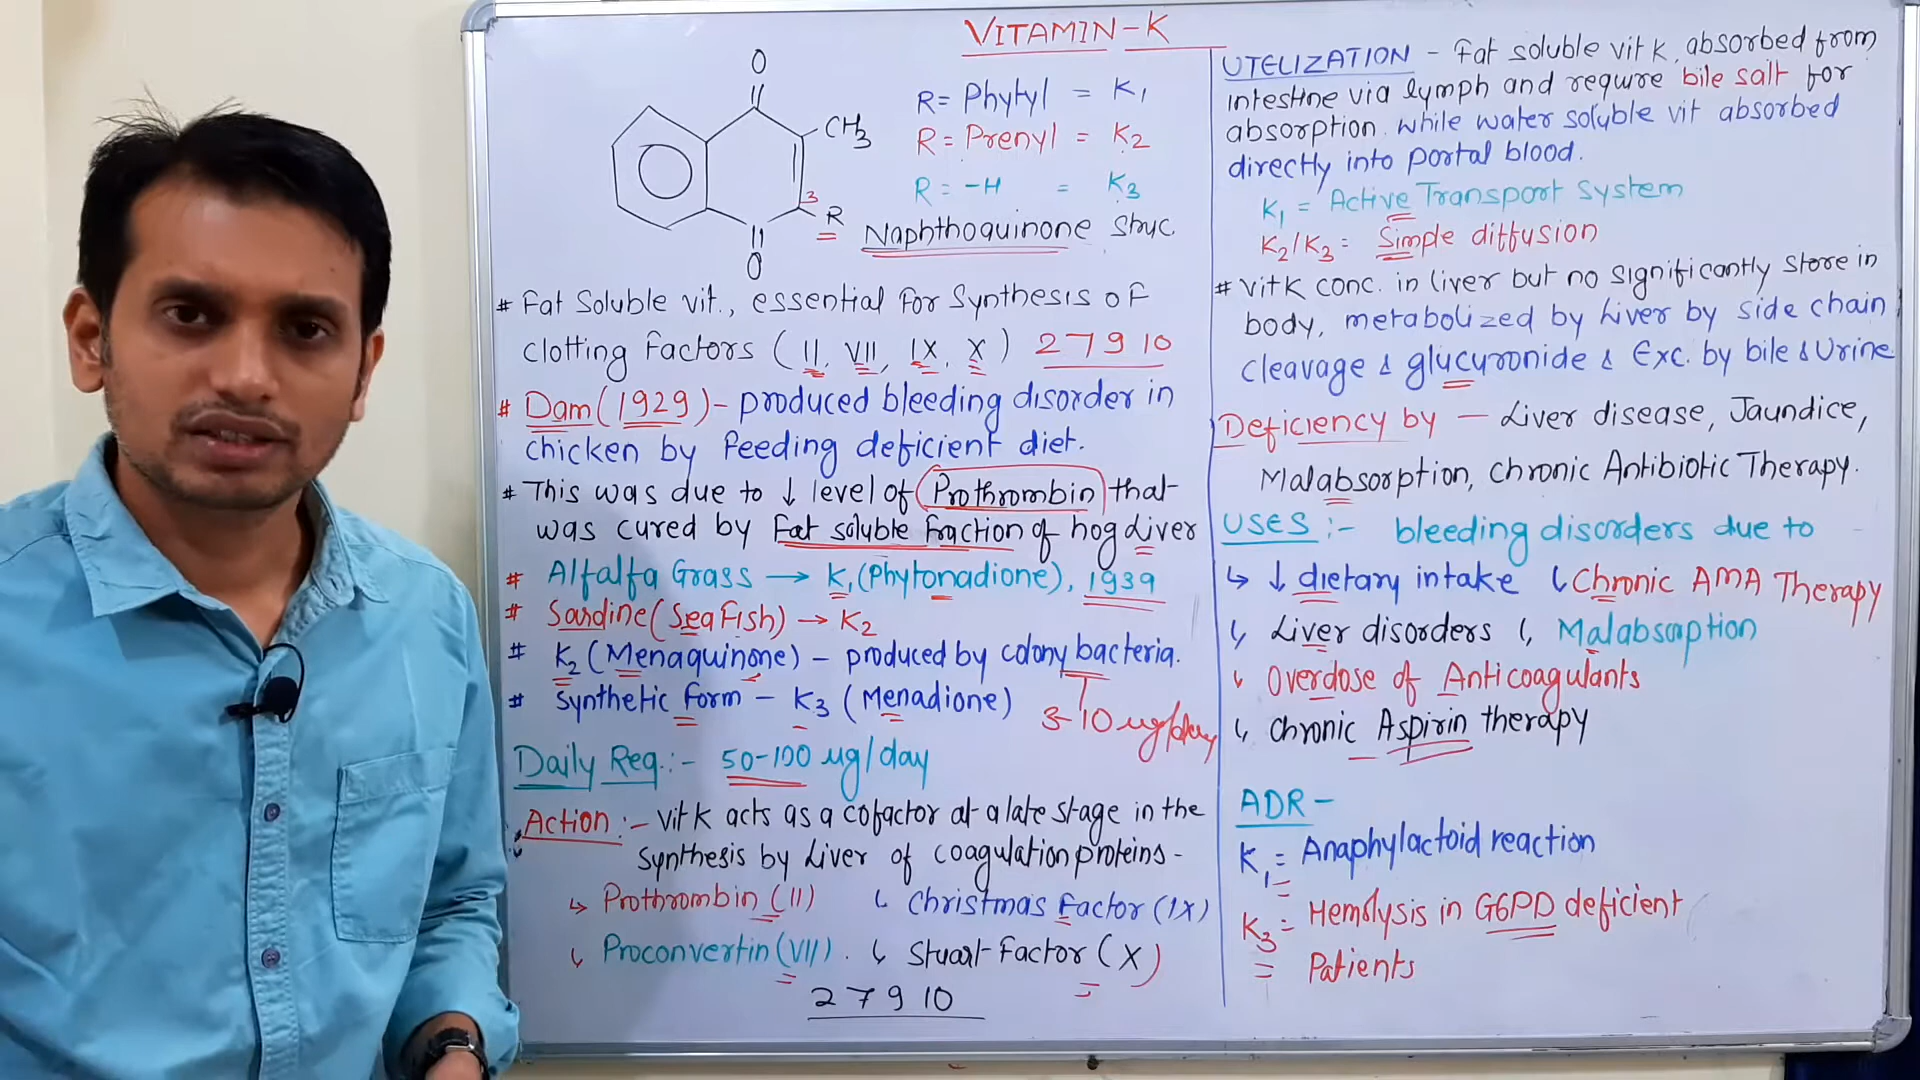 VITAMIN-K
O
CH3
3
R
O
R= Phytyl = K1
R= Prenyl = K2
R= -H = K3
Naphthoquinone Struc.
# Fat Soluble vit., essential for Synthesis of
clotting factors (II, VII, IX, X) 2 7 9 10
# Dam (1929) - produced bleeding disorder in
chicken by feeding deficient diet.
# This was due to ↓ level of Prothrombin that
was cured by Fat soluble fraction of hog Liver
# Alfalfa Grass → K1 (Phytonadione), 1939
# Sardine (Sea Fish) → K2
# K2 (Menaquinone) - produced by colony bacteria.
# Synthetic form - K3 (Menadione)
3-10 ug/day
Daily Req.:- 50-100 ug/day
Action:- vit K acts as a cofactor at a late stage in the
Synthesis by Liver of coagulation proteins -
↳ Prothrombin (II) ↳ Christmas Factor (IX)
↳ Proconvertin (VII). ↳ Stuart-Factor (X)
2 7 9 10
UTELIZATION - Fat soluble vit K, absorbed from
intestine via lymph and requre bile salt for
absorption. while water soluble vit absorbed
directly into portal blood.
K1 = Active Transport System
K2/K3 = Simple diffusion
# Vit K conc. in liver but no significantly store in
body, metabolized by Liver by side chain
cleavage & glucuronide & Exc. by bile & Urine
Deficiency by - Liver disease, Jaundice,
Malabsorption, Chronic Antibiotic Therapy.
USES:- bleeding disorders due to
↳ ↓ dietary intake ↳ Chronic AMA Therapy
↳ Liver disorders ↳ Malabsorption
↳ Overdose of Anticoagulants
↳ Chronic Aspirin therapy
ADR -
K1 = Anaphylactoid reaction
K3 = Hemolysis in G6PD deficient
Patients